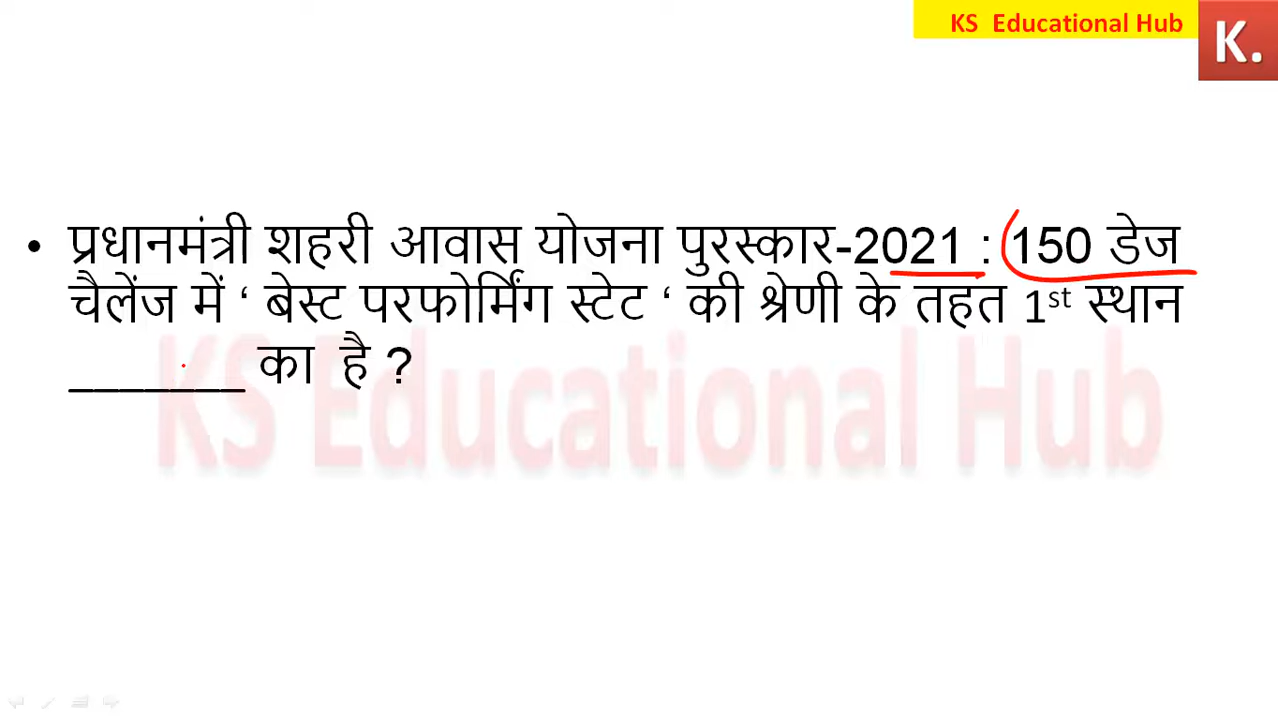 KS Educational Hub
K.
• प्रधानमंत्री शहरी आवास योजना पुरस्कार-2021 : 150 डेज
चैलेंज में ‘ बेस्ट परफोर्मिंग स्टेट ‘ की श्रेणी के तहत 1st स्थान
_______ का है ?
KS Educational Hub